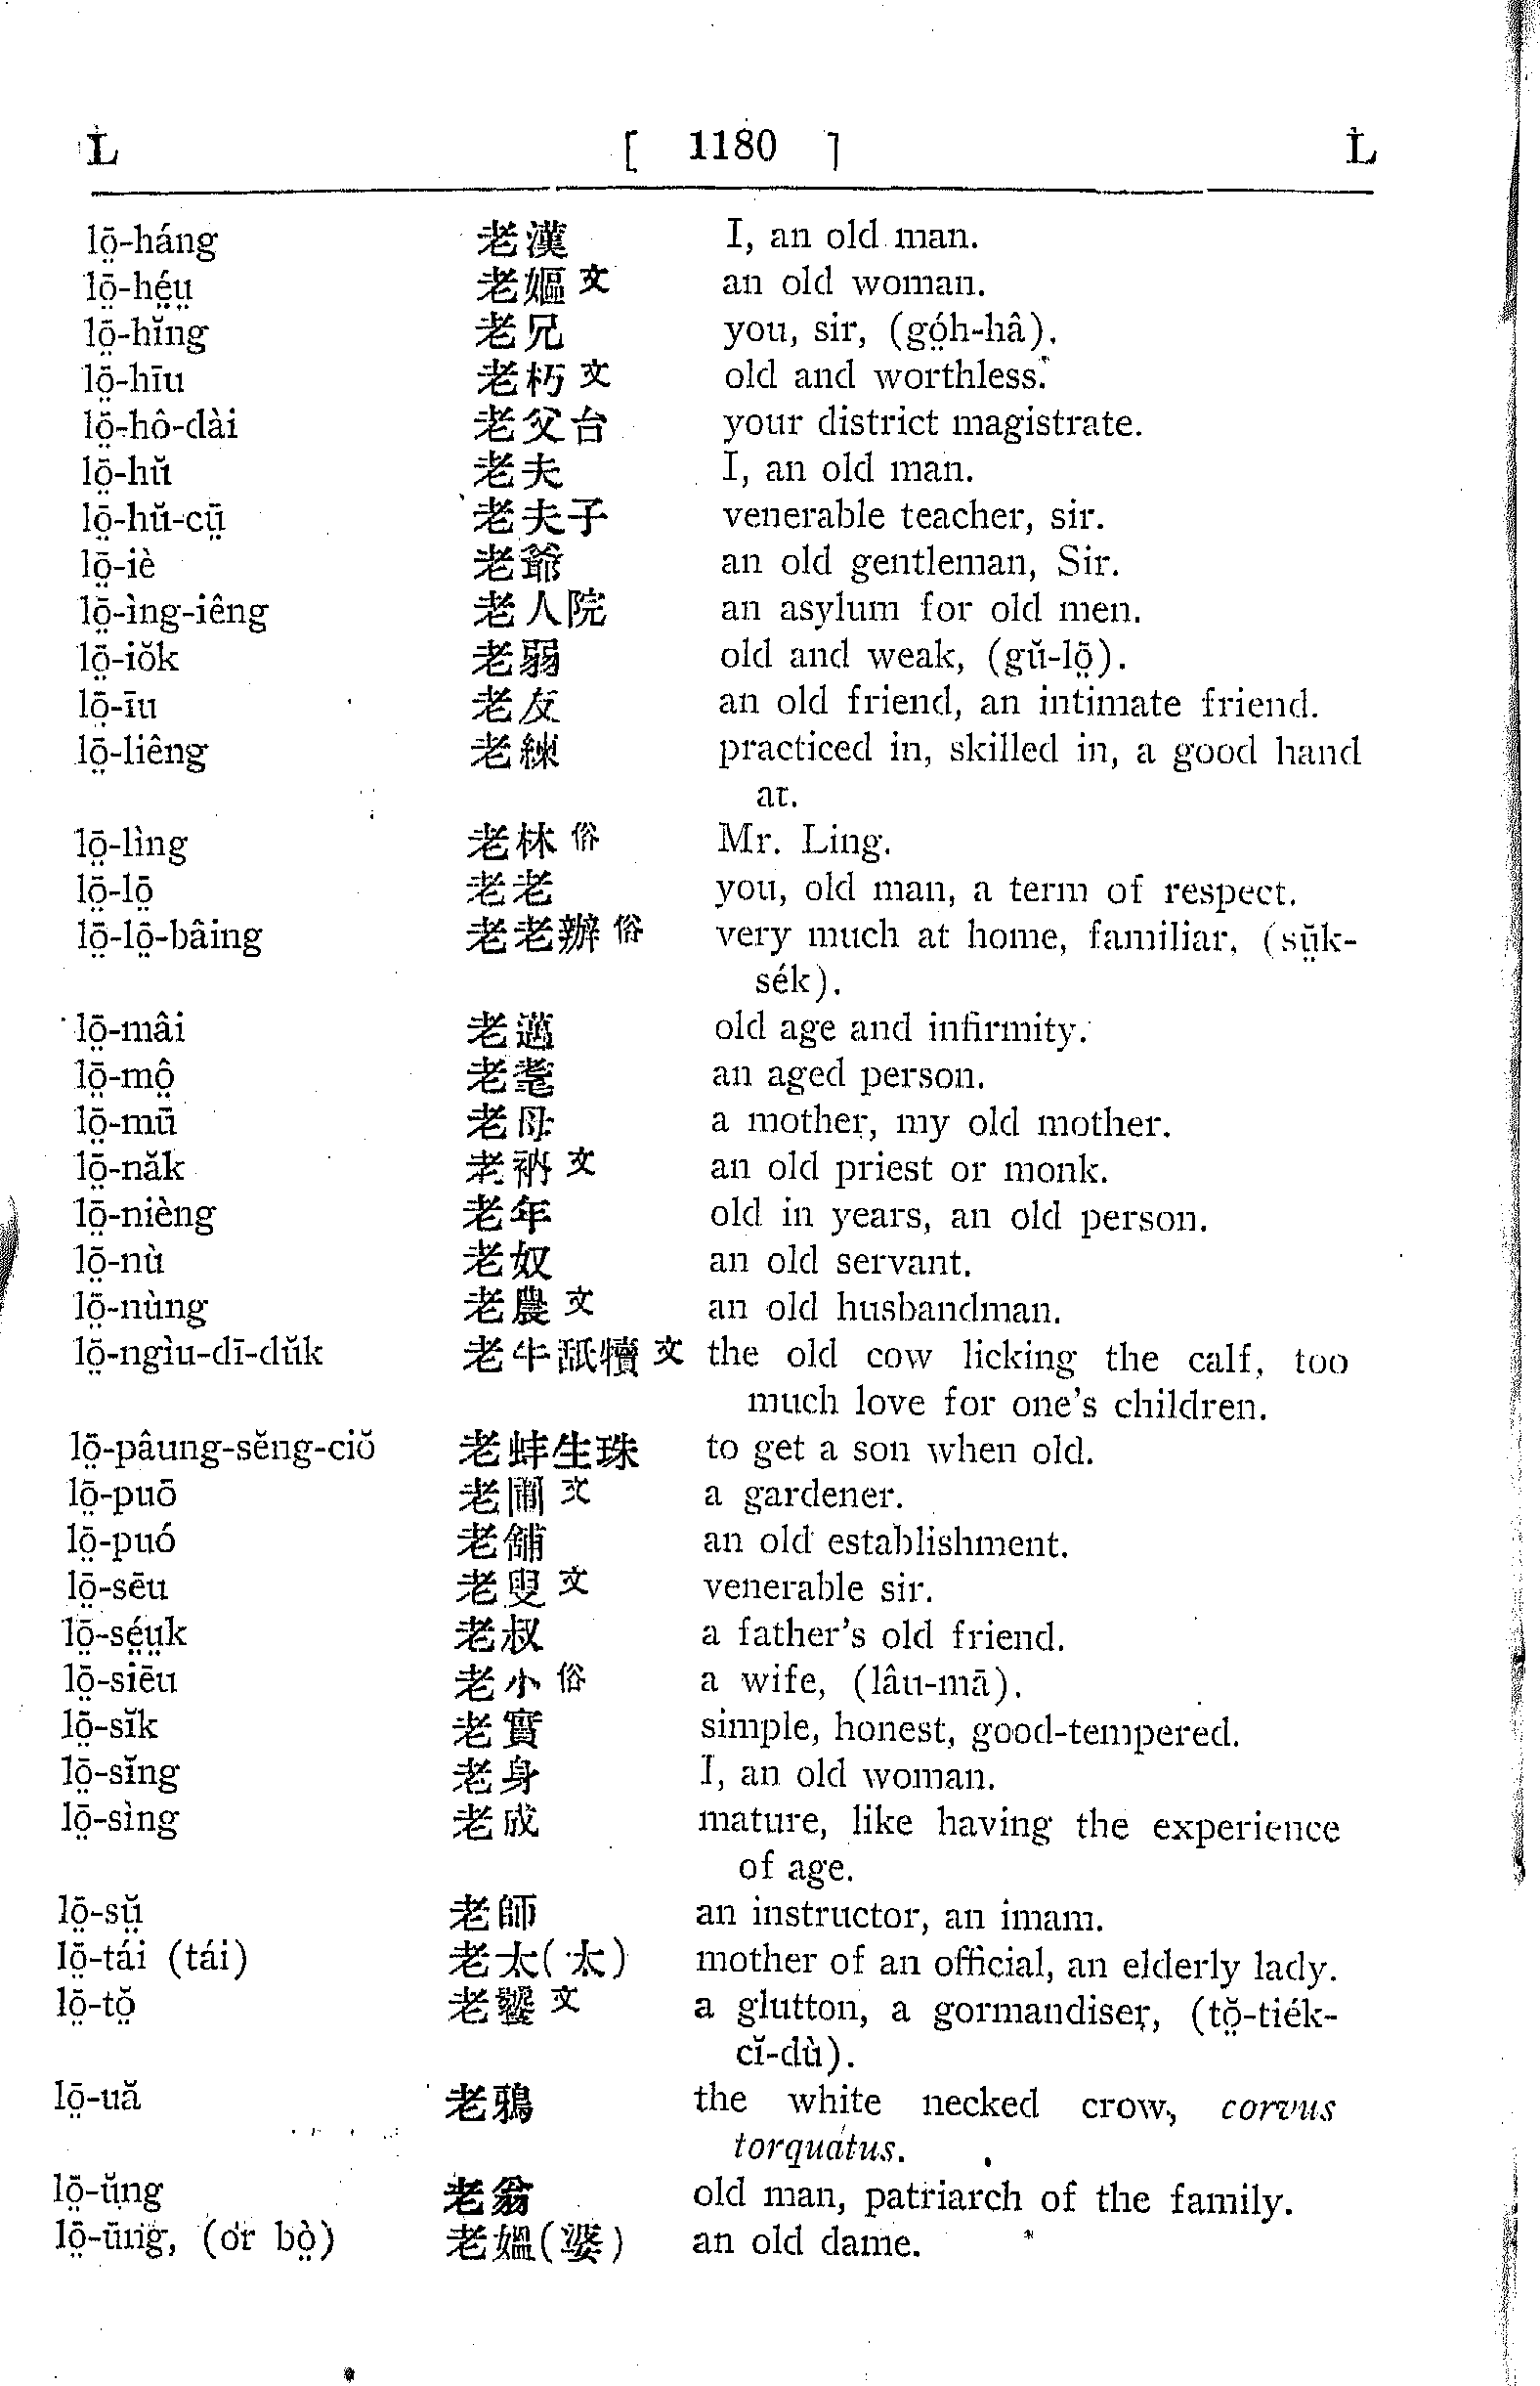 L [ 1180 ] L
lō̤-háng 老漢 I, an old man.
lō̤-hé̤ṳ 老嫗文 an old woman.
lō̤-hĭng 老兄 you, sir, (gó̤h-hâ).
lō̤-hīu 老朽文 old and worthless.
lō̤-hô-dài 老父台 your district magistrate.
lō̤-hŭ 老夫 I, an old man.
lō̤-hŭ-cṳ̄ 老夫子 venerable teacher, sir.
lō̤-iè 老爺 an old gentleman, Sir.
lō̤-ìng-iêng 老人院 an asylum for old men.
lō̤-iŏk 老弱 old and weak, (gŭ-lō̤).
lō̤-īu 老友 an old friend, an intimate friend.
lō̤-liêng 老練 practiced in, skilled in, a good hand
at.
lō̤-lìng 老林俗 Mr. Ling.
lō̤-lō̤ 老老 you, old man, a term of respect.
lō̤-lō̤-bâing 老老辦俗 very much at home, familiar, (sṳ̆k-
sék).
lō̤-mâi 老邁 old age and infirmity.
lō̤-mô̤ 老耄 an aged person.
lō̤-mū 老母 a mother, my old mother.
lō̤-năk 老衲文 an old priest or monk.
lō̤-nièng 老年 old in years, an old person.
lō̤-nù 老奴 an old servant.
lō̤-nùng 老農文 an old husbandman.
lō̤-ngìu-dī-dŭk 老牛舐犢文 the old cow licking the calf, too
much love for one's children.
lō̤-pâung-sĕng-ciŏ 老蚌生珠 to get a son when old.
lō̤-puō 老圃文 a gardener.
lō̤-puó 老舖 an old establishment.
lō̤-sēu 老叟文 venerable sir.
lō̤-sé̤ṳk 老叔 a father's old friend.
lō̤-siēu 老小俗 a wife, (lâu-mā).
lō̤-sĭk 老實 simple, honest, good-tempered.
lō̤-sĭng 老身 I, an old woman.
lō̤-sìng 老成 mature, like having the experience
of age.
lō̤-sṳ̆ 老師 an instructor, an imam.
lō̤-tái (tái) 老太(太) mother of an official, an elderly lady.
lō̤-tŏ̤ 老饕文 a glutton, a gormandiser, (tŏ̤-tiék-
cĭ-dù).
lō̤-uă 老鴉 the white necked crow, corvus
torquatus.
lō̤-ŭng 老翁 old man, patriarch of the family.
lō̤-ūng, (or bò̤) 老媼(婆) an old dame.